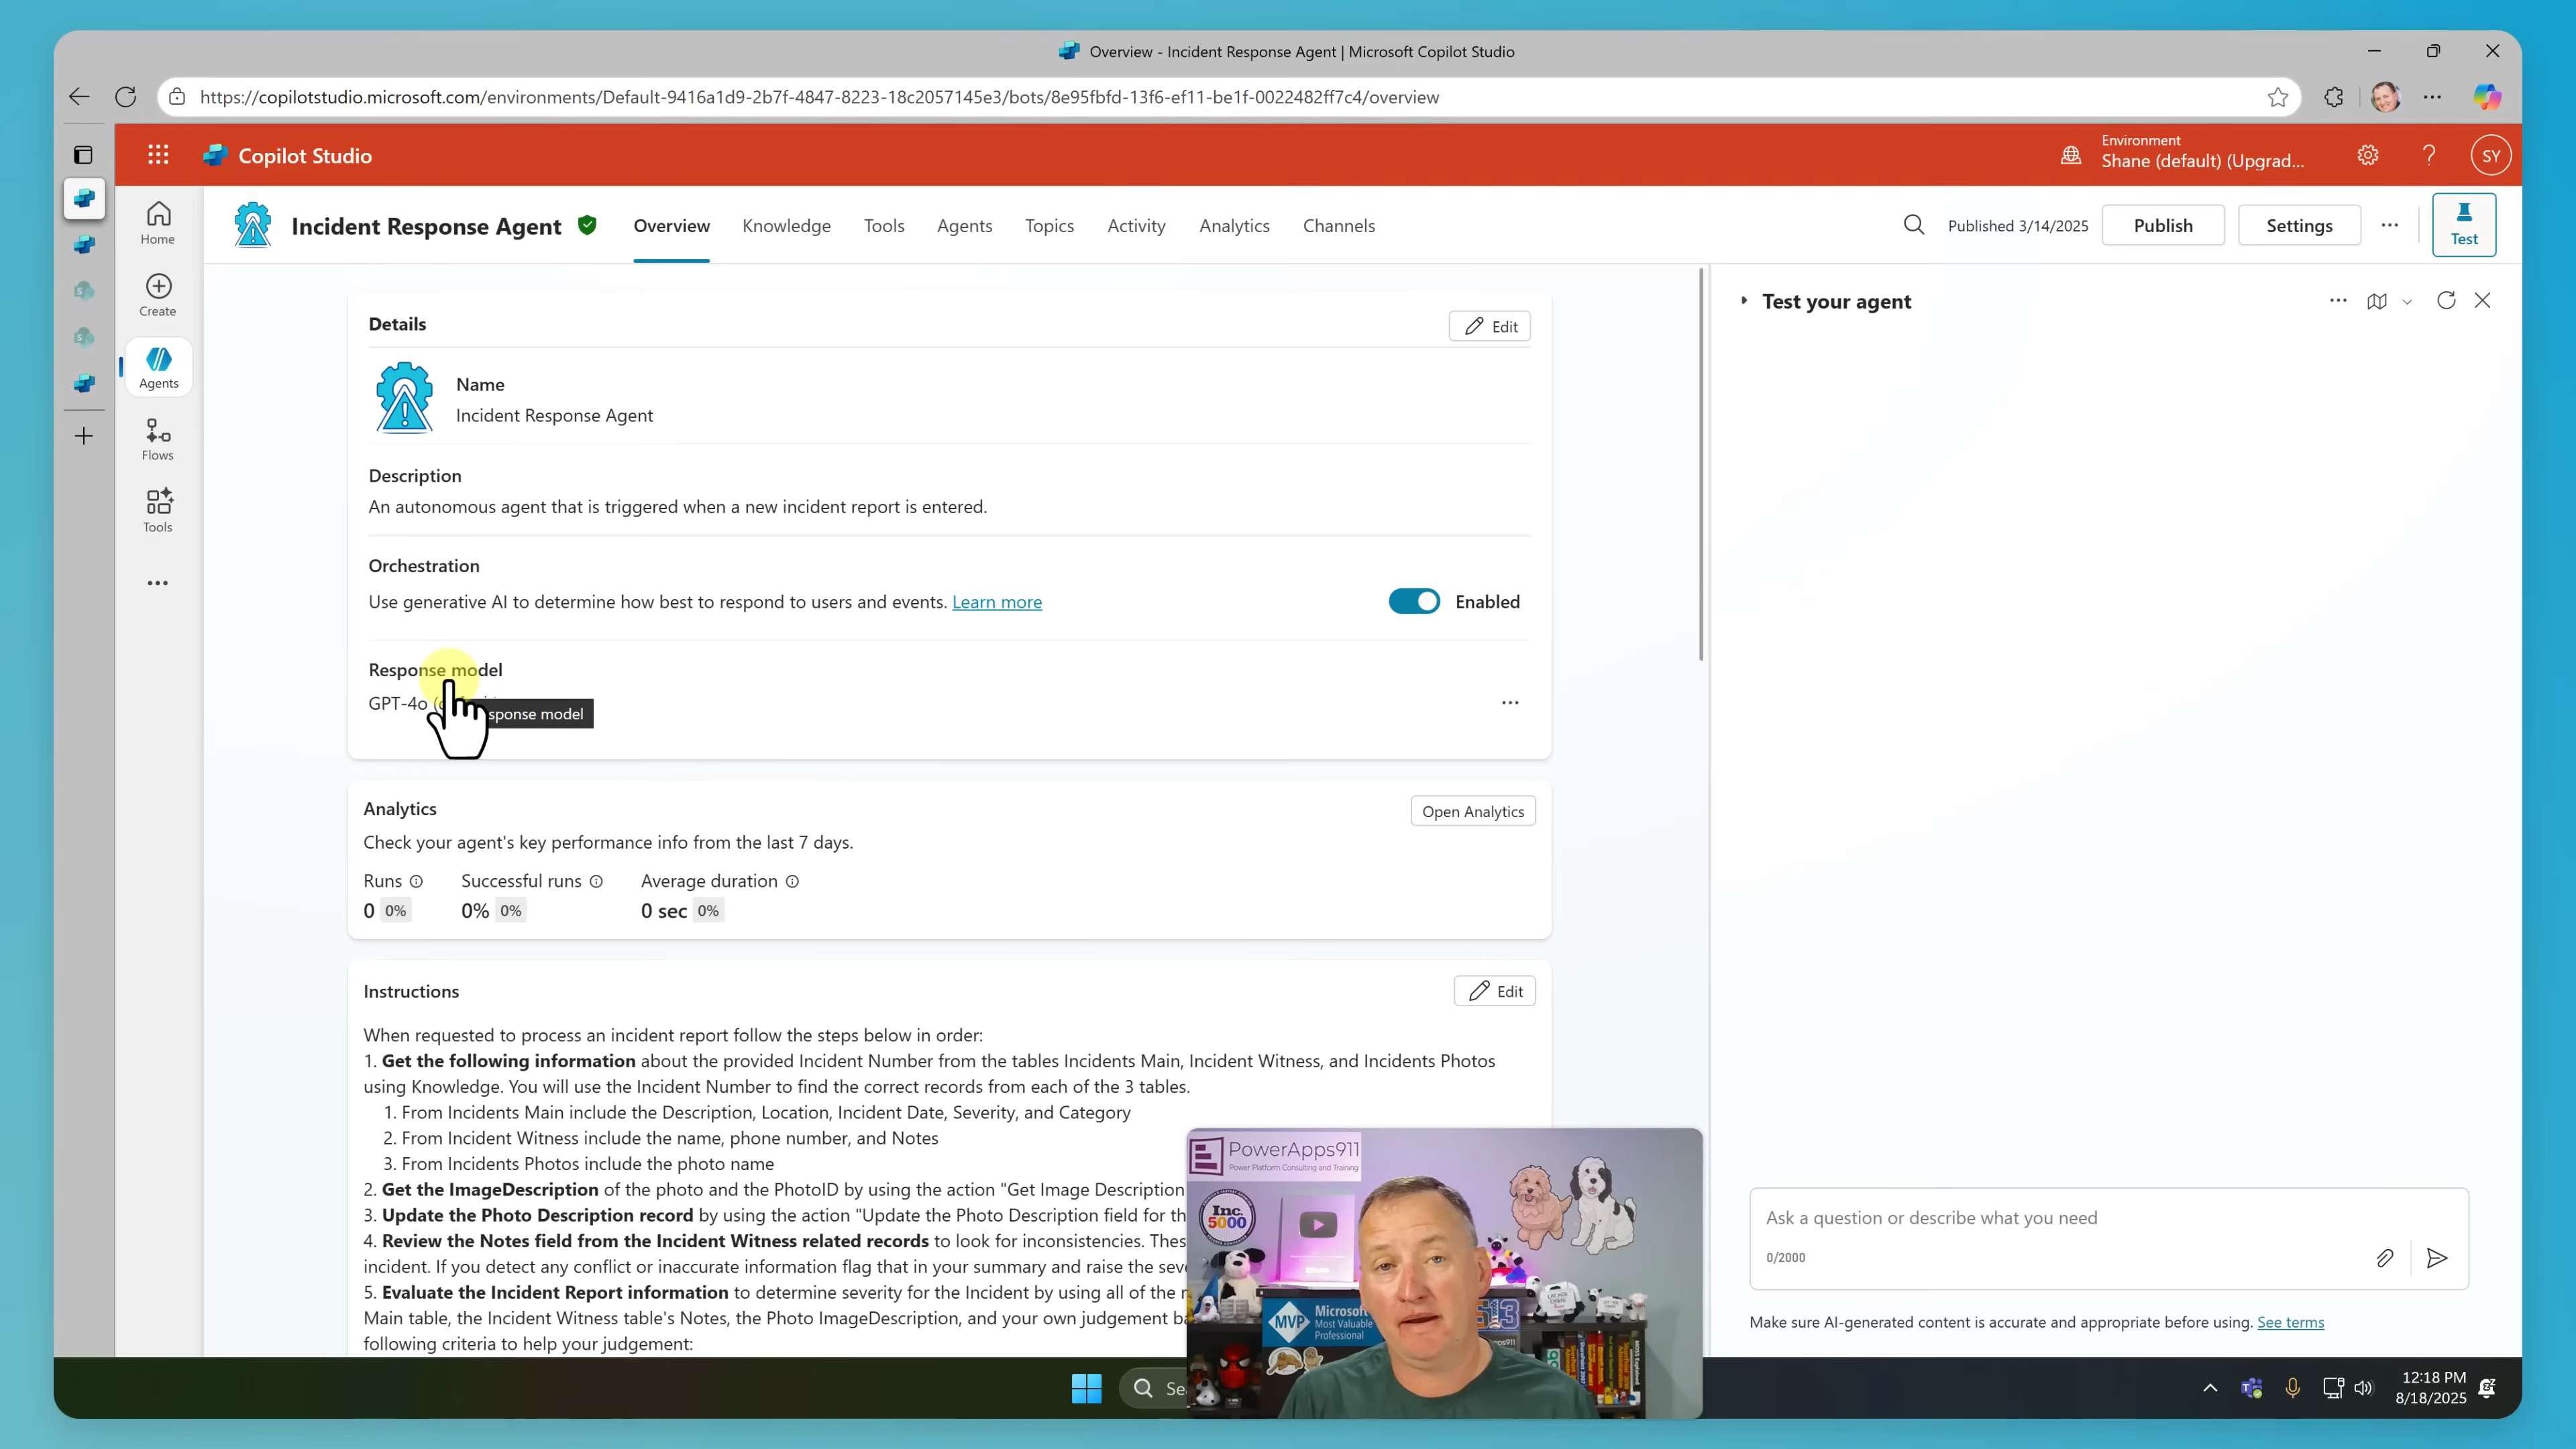 Overview - Incident Response Agent | Microsoft Copilot Studio
https://copilotstudio.microsoft.com/environments/Default-9416a1d9-2b7f-4847-8223-18c2057145e3/bots/8e95fbfd-13f6-ef11-be1f-0022482ff7c4/overview
Copilot Studio
Environment
Shane (default) (Upgrad...
SY
Home
Create
Agents
Flows
Tools
Incident Response Agent
Overview
Knowledge
Tools
Agents
Topics
Activity
Analytics
Channels
Published 3/14/2025
Publish
Settings
Test
Details
Edit
Name
Incident Response Agent
Description
An autonomous agent that is triggered when a new incident report is entered.
Orchestration
Use generative AI to determine how best to respond to users and events. Learn more
Enabled
Response model
GPT-4o
sponse model
Analytics
Open Analytics
Check your agent's key performance info from the last 7 days.
Runs
Successful runs
Average duration
0 0%
0% 0%
0 sec 0%
Instructions
Edit
When requested to process an incident report follow the steps below in order:
1. Get the following information about the provided Incident Number from the tables Incidents Main, Incident Witness, and Incidents Photos
using Knowledge. You will use the Incident Number to find the correct records from each of the 3 tables.
1. From Incidents Main include the Description, Location, Incident Date, Severity, and Category
2. From Incident Witness include the name, phone number, and Notes
3. From Incidents Photos include the photo name
2. Get the ImageDescription of the photo and the PhotoID by using the action "Get Image Description
3. Update the Photo Description record by using the action "Update the Photo Description field for th
4. Review the Notes field from the Incident Witness related records to look for inconsistencies. Thes
incident. If you detect any conflict or inaccurate information flag that in your summary and raise the seve
5. Evaluate the Incident Report information to determine severity for the Incident by using all of the
Main table, the Incident Witness table's Notes, the Photo ImageDescription, and your own judgement ba
following criteria to help your judgement:
Test your agent
Ask a question or describe what you need
0/2000
Make sure AI-generated content is accurate and appropriate before using. See terms
PowerApps911
Power Platform Consulting and Training
Inc.
5000
MVP
Microsoft
Most Valuable
Professional
12:18 PM
8/18/2025